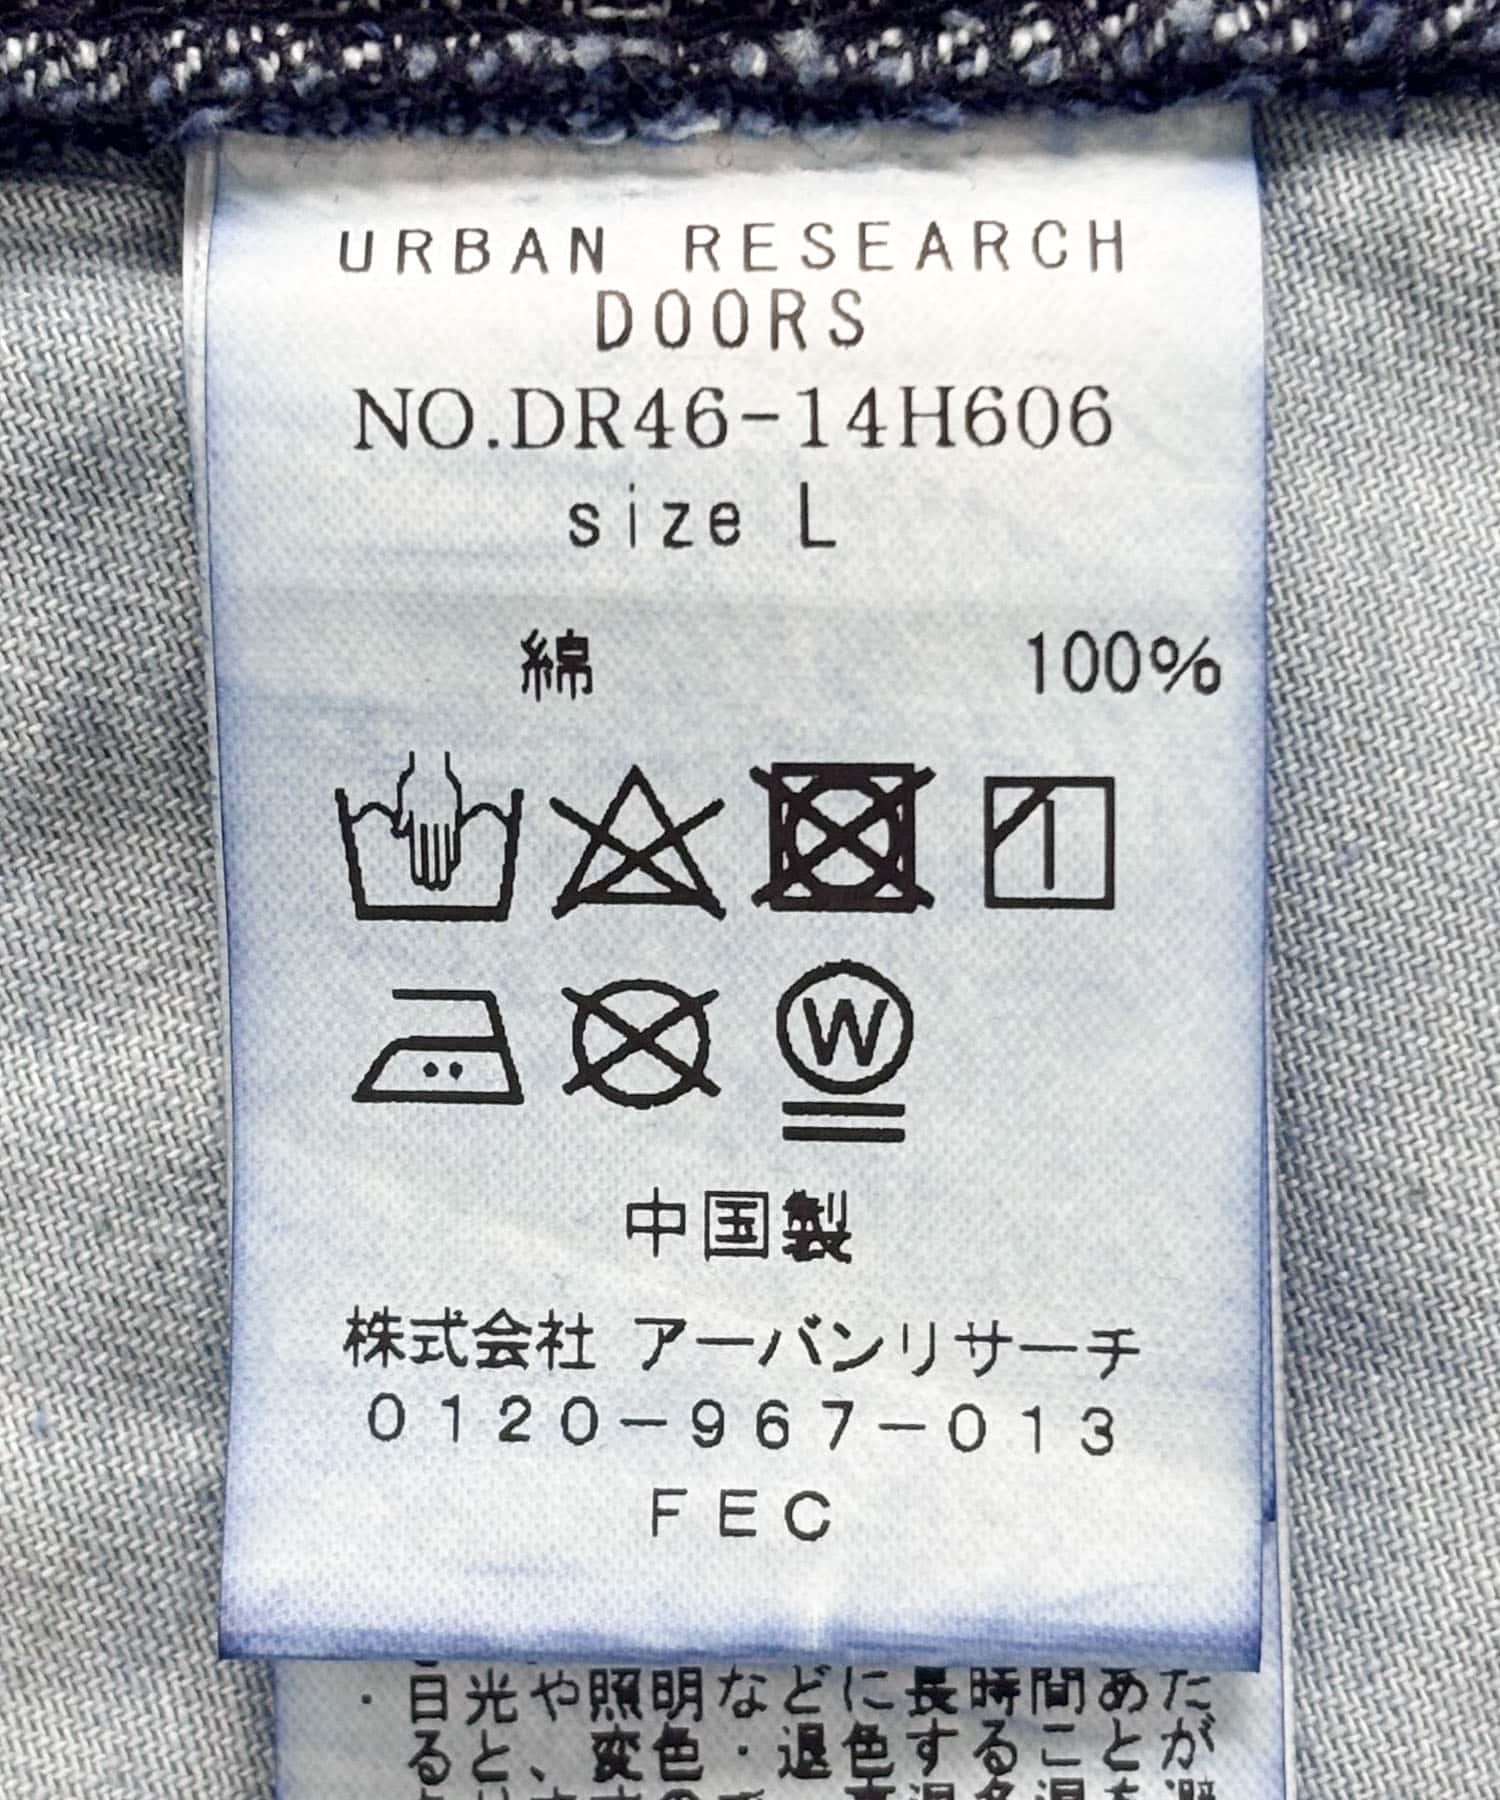 URBAN RESEARCH
DOORS
NO.DR46-14H606
size L
綿 100%
W
中国製
株式会社 アーバンリサーチ
0120-967-013
FEC
・日光や照明などに長時間あた
ると、変色・退色することが